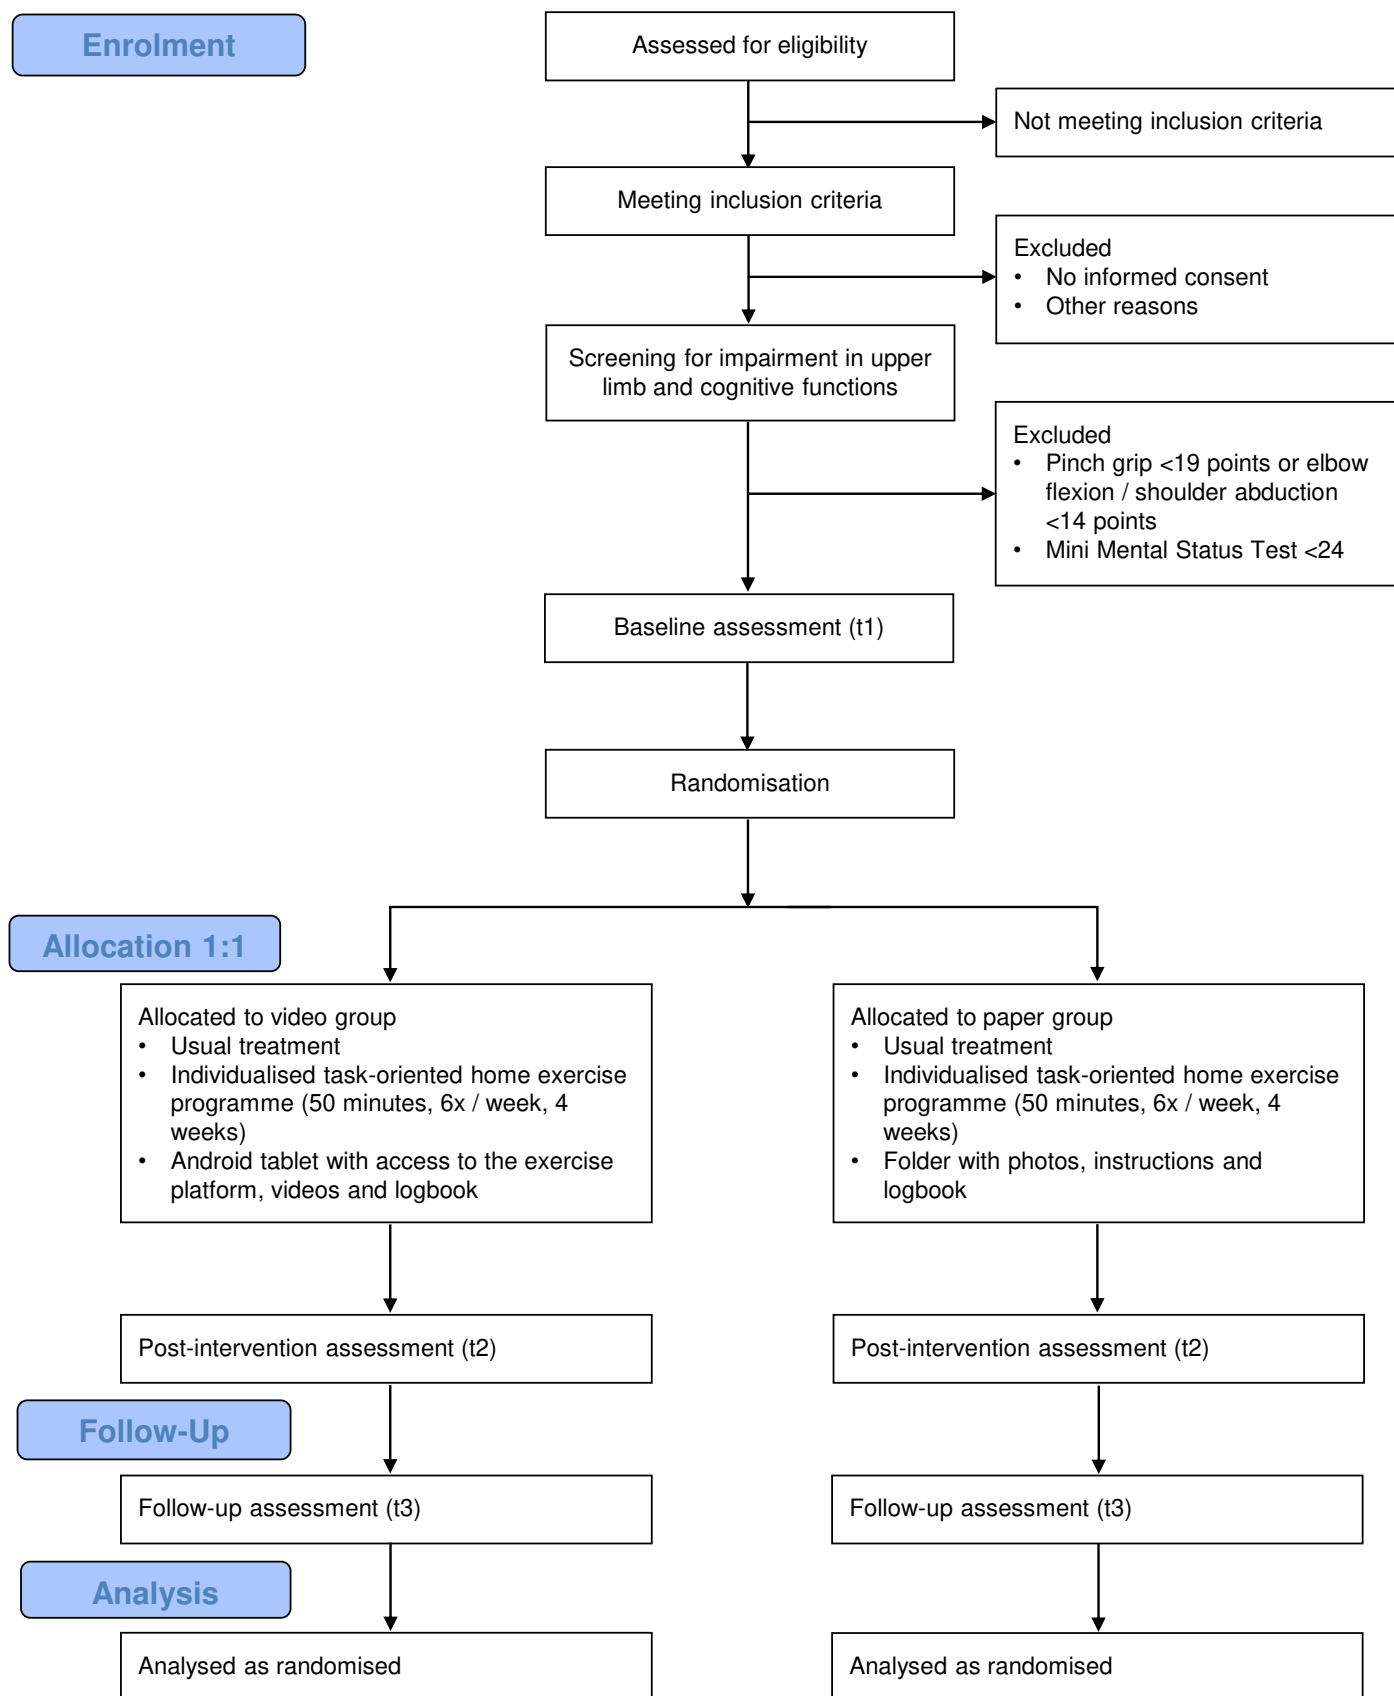 Enrolment
Assessed for eligibility
Not meeting inclusion criteria
Meeting inclusion criteria
Excluded
• No informed consent
• Other reasons
Screening for impairment in upper
limb and cognitive functions
Excluded
• Pinch grip <19 points or elbow
flexion / shoulder abduction
<14 points
• Mini Mental Status Test <24
Baseline assessment (t1)
Randomisation
Allocation 1:1
Allocated to video group
• Usual treatment
• Individualised task-oriented home exercise
programme (50 minutes, 6x / week, 4
weeks)
• Android tablet with access to the exercise
platform, videos and logbook
Allocated to paper group
• Usual treatment
• Individualised task-oriented home exercise
programme (50 minutes, 6x / week, 4
weeks)
• Folder with photos, instructions and
logbook
Post-intervention assessment (t2)
Post-intervention assessment (t2)
Follow-Up
Follow-up assessment (t3)
Follow-up assessment (t3)
Analysis
Analysed as randomised
Analysed as randomised